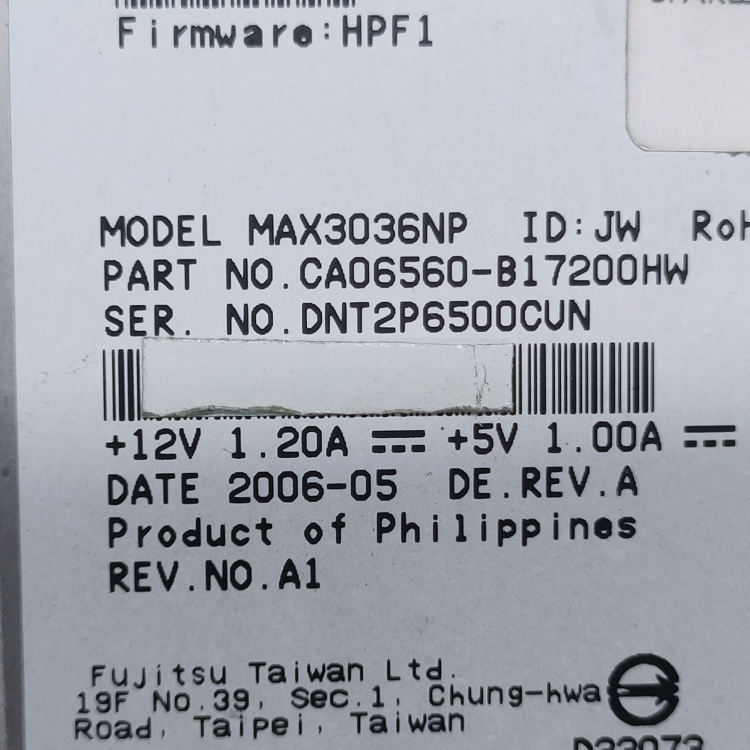 Firmware:HPF1
MODEL MAX3036NP ID:JW RoH
PART NO.CA06560-B17200HW
SER. NO.DNT2P6500CUN
+12V 1.20A +5V 1.00A
DATE 2006-05 DE.REV.A
Product of Philippines
REV.NO.A1
Fujitsu Taiwan Ltd.
19F No.39, Sec.1, Chung-hwa
Road, Taipei, Taiwan
D33073